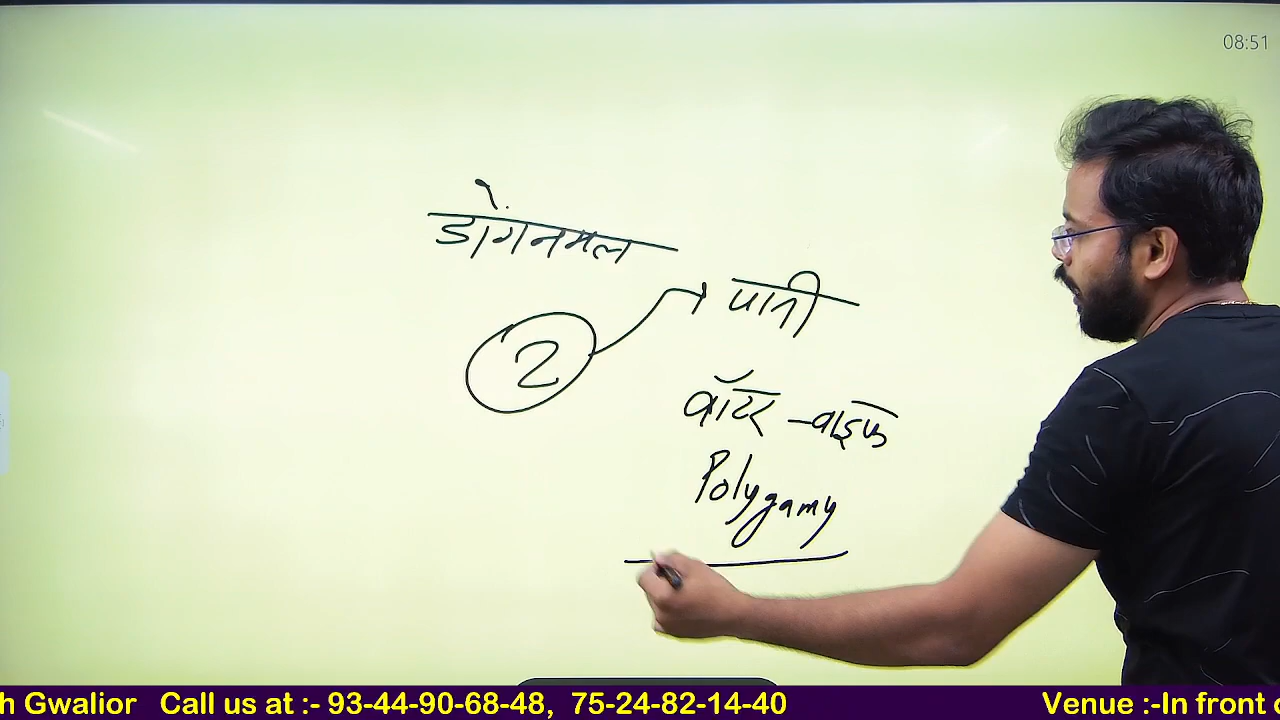 08:51
डोंगनमल
2 → पानी
वॉटर - वाइफ
Polygamy
h Gwalior Call us at :- 93-44-90-68-48, 75-24-82-14-40 Venue :-In front